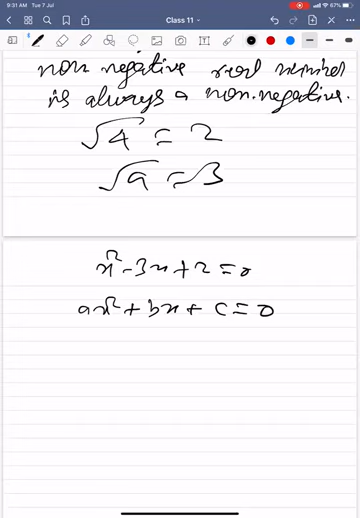 9:31 AM Tue 7 Jul
Class 11
67%
non negative real number
is always a non-negative.
√4 = 2
√9 = 3
x² - 3x + 2 = 0
ax² + bx + c = 0